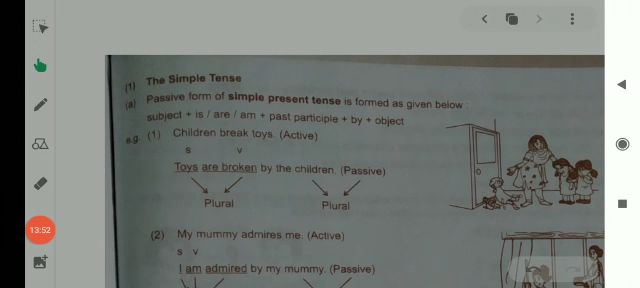 (1) The Simple Tense
(a) Passive form of simple present tense is formed as given below :
subject + is / are / am + past participle + by + object
e.g. (1) Children break toys. (Active)
s v
Toys are broken by the children. (Passive)
Plural Plural
(2) My mummy admires me. (Active)
s v
I am admired by my mummy. (Passive)
13:52